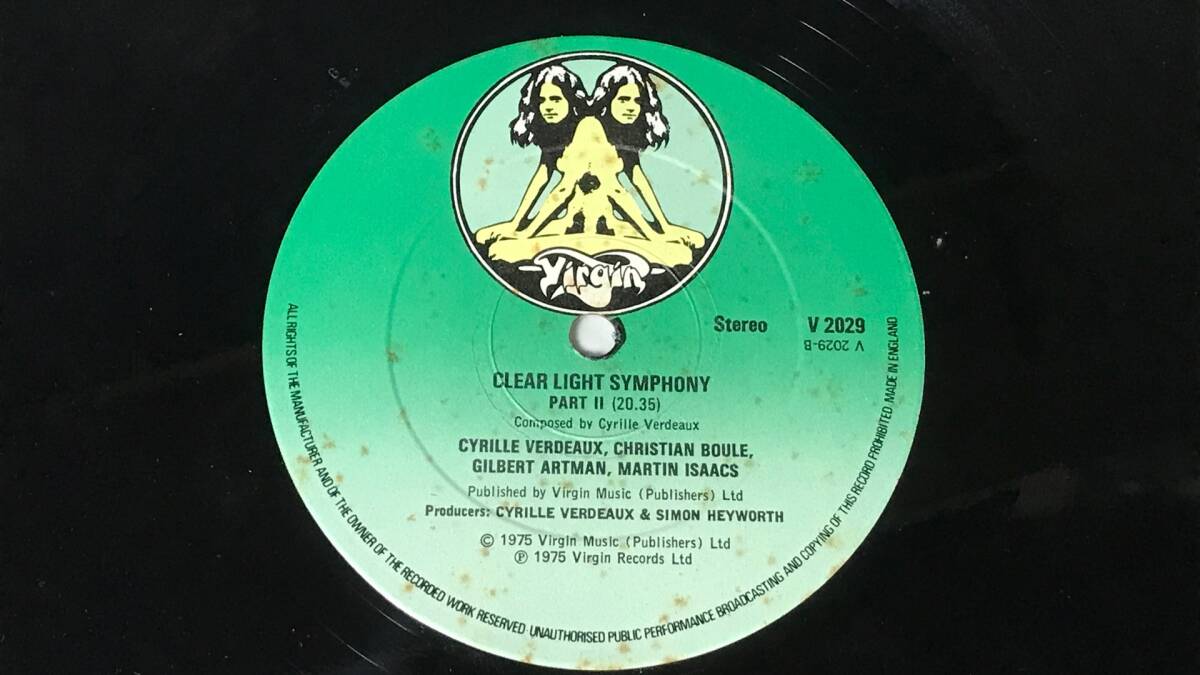 Virgin
Stereo V 2029
V 2029-B
CLEAR LIGHT SYMPHONY
PART II (20.35)
Composed by Cyrille Verdeaux
CYRILLE VERDEAUX, CHRISTIAN BOULE,
GILBERT ARTMAN, MARTIN ISAACS
Published by Virgin Music (Publishers) Ltd
Producers: CYRILLE VERDEAUX & SIMON HEYWORTH
© 1975 Virgin Music (Publishers) Ltd
℗ 1975 Virgin Records Ltd
ALL RIGHTS OF THE MANUFACTURER AND OF THE OWNER OF THE RECORDED WORK RESERVED UNAUTHORISED PUBLIC PERFORMANCE BROADCASTING AND COPYING OF THIS RECORD PROHIBITED MADE IN ENGLAND